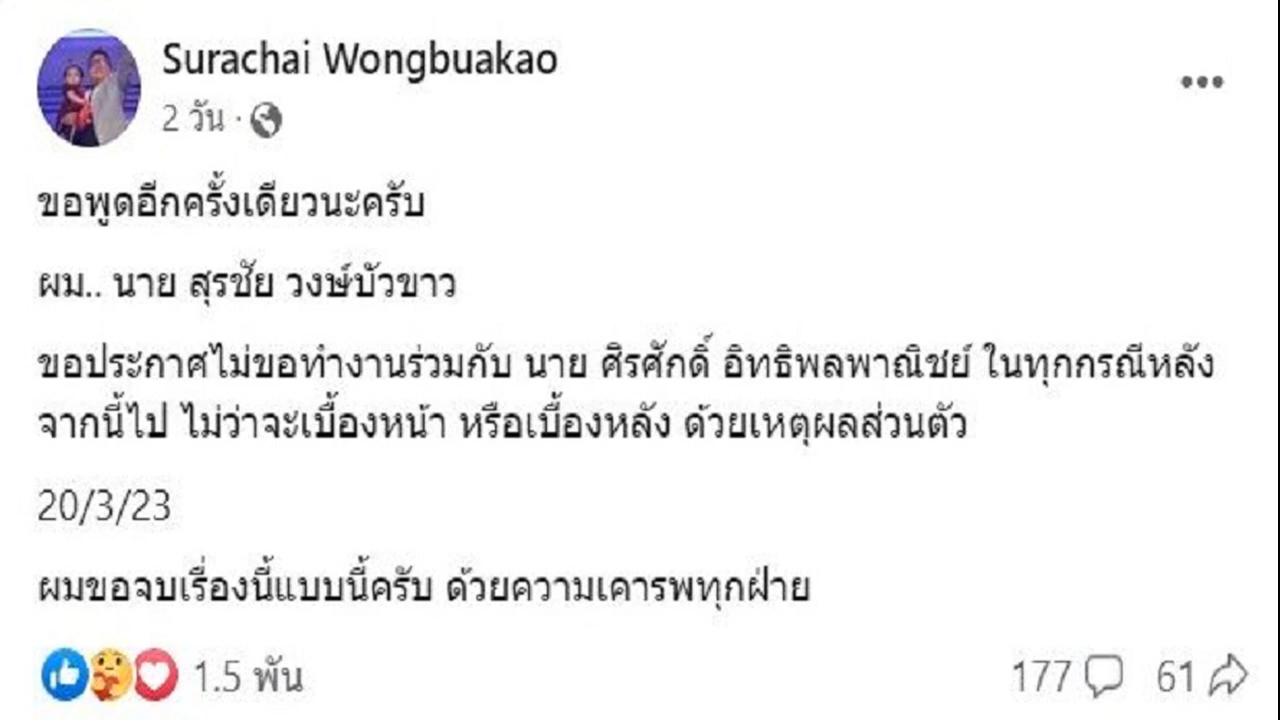 Surachai Wongbuakao
2 วัน ·
ขอพูดอีกครั้งเดียวนะครับ
ผม.. นาย สุรชัย วงษ์บัวขาว
ขอประกาศไม่ขอทำงานร่วมกับ นาย ศิรศักดิ์ อิทธิพลพาณิชย์ ในทุกกรณีหลัง
จากนี้ไป ไม่ว่าจะเบื้องหน้า หรือเบื้องหลัง ด้วยเหตุผลส่วนตัว
20/3/23
ผมขอจบเรื่องนี้แบบนี้ครับ ด้วยความเคารพทุกฝ่าย
1.5 พัน 177 61